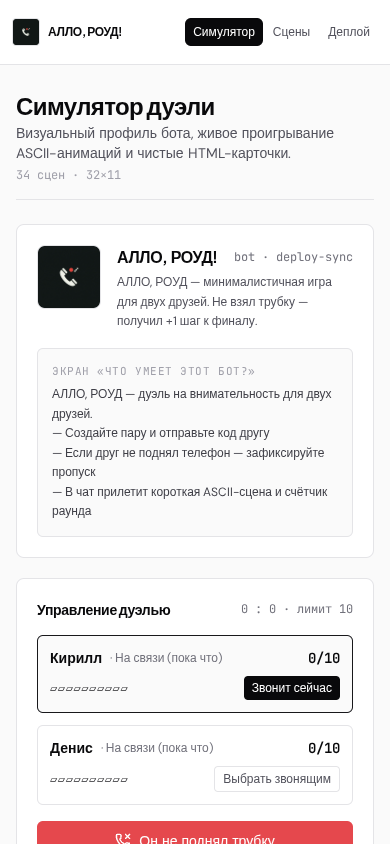 АЛЛО, РОУД!
Симулятор
Сцены
Деплой
Симулятор дуэли
Визуальный профиль бота, живое проигрывание
ASCII-анимаций и чистые HTML-карточки.
34 сцен · 32×11
АЛЛО, РОУД!
bot · deploy-sync
АЛЛО, РОУД — минималистичная игра
для двух друзей. Не взял трубку —
получил +1 шаг к финалу.
ЭКРАН «ЧТО УМЕЕТ ЭТОТ БОТ?»
АЛЛО, РОУД — дуэль на внимательность для двух
друзей.
— Создайте пару и отправьте код другу
— Если друг не поднял телефон — зафиксируйте
пропуск
— В чат прилетит короткая ASCII-сцена и счётчик
раунда
Управление дуэлью
0 : 0 · лимит 10
Кирилл · На связи (пока что) 0/10
▱▱▱▱▱▱▱▱▱▱ Звонит сейчас
Денис · На связи (пока что) 0/10
▱▱▱▱▱▱▱▱▱▱ Выбрать звонящим
Он не поднял трубку